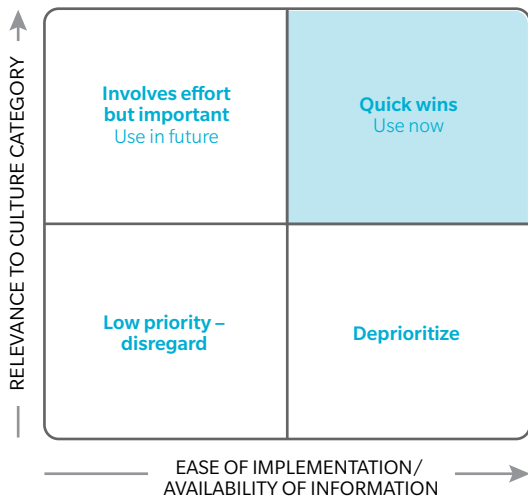 RELEVANCE TO CULTURE CATEGORY
Involves effort
but important
Use in future
Quick wins
Use now
Low priority –
disregard
Deprioritize
EASE OF IMPLEMENTATION/
AVAILABILITY OF INFORMATION